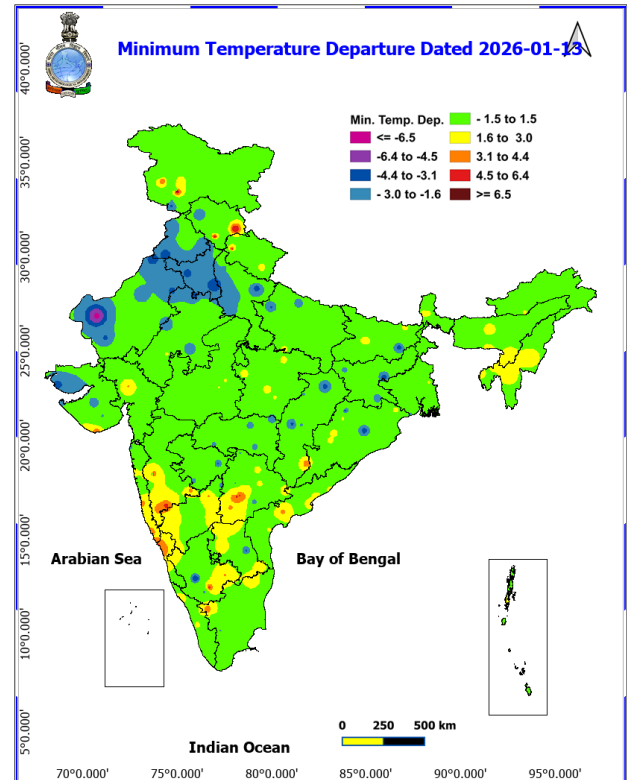 Minimum Temperature Departure Dated 2026-01-13
Min. Temp. Dep.
<= -6.5
-6.4 to -4.5
-4.4 to -3.1
- 3.0 to -1.6
- 1.5 to 1.5
1.6 to 3.0
3.1 to 4.4
4.5 to 6.4
>= 6.5
40°0.000'
35°0.000'
30°0.000'
25°0.000'
20°0.000'
15°0.000'
10°0.000'
5°0.000'
Arabian Sea
Bay of Bengal
0 250 500 km
Indian Ocean
70°0.000' 75°0.000' 80°0.000' 85°0.000' 90°0.000' 95°0.000'